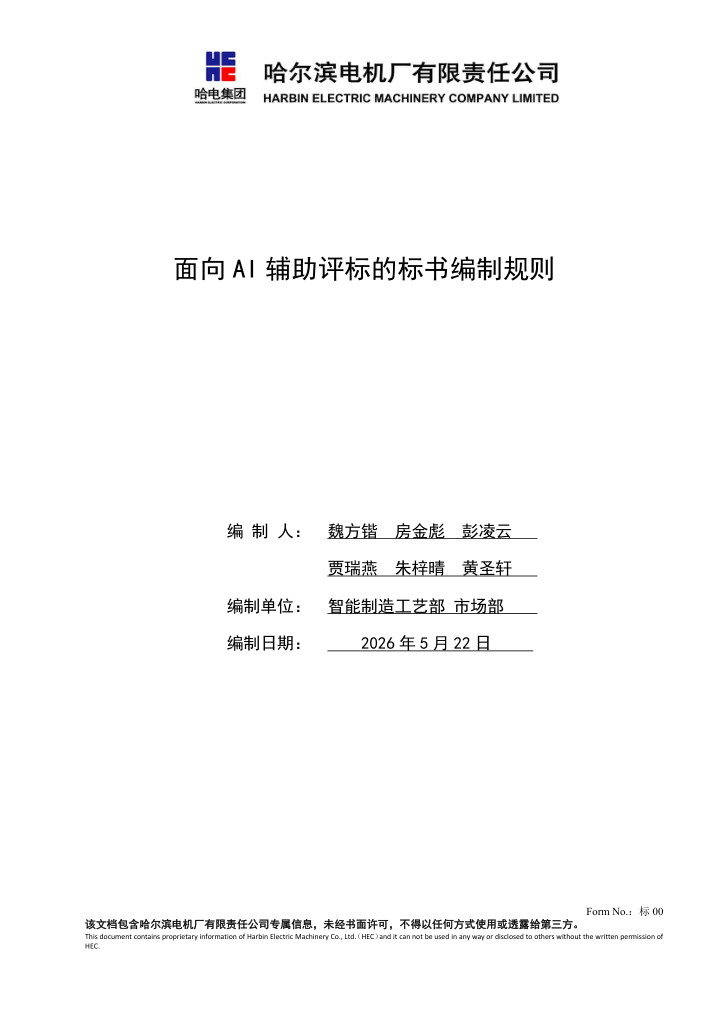 哈电集团
HARBIN ELECTRIC CORPORATION
哈尔滨电机厂有限责任公司
HARBIN ELECTRIC MACHINERY COMPANY LIMITED
面向 AI 辅助评标的标书编制规则
编 制 人： 魏方锴 房金彪 彭凌云
贾瑞燕 朱梓晴 黄圣轩
编制单位： 智能制造工艺部 市场部
编制日期： 2026 年 5 月 22 日
Form No.：标 00
该文档包含哈尔滨电机厂有限责任公司专属信息，未经书面许可，不得以任何方式使用或透露给第三方。
This document contains proprietary information of Harbin Electric Machinery Co., Ltd.（HEC）and it can not be used in any way or disclosed to others without the written permission of
HEC.